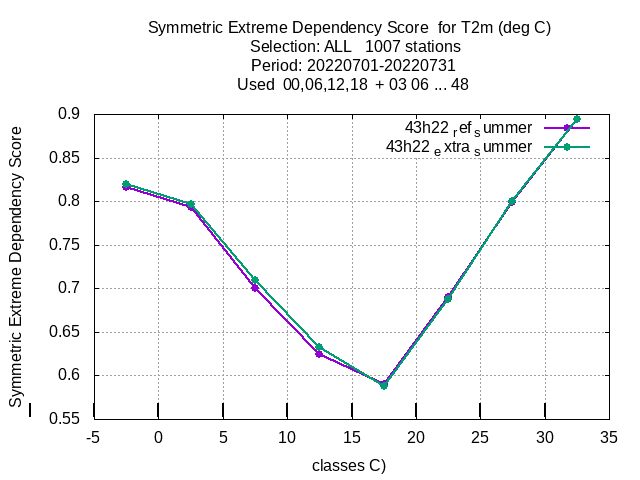 Symmetric Extreme Dependency Score for T2m (deg C)
Selection: ALL 1007 stations
Period: 20220701-20220731
Used 00,06,12,18 + 03 06 ... 48
43h22 ref summer
43h22 extra summer
Symmetric Extreme Dependency Score
0.9
0.85
0.8
0.75
0.7
0.65
0.6
0.55
-5 0 5 10 15 20 25 30 35
classes C)